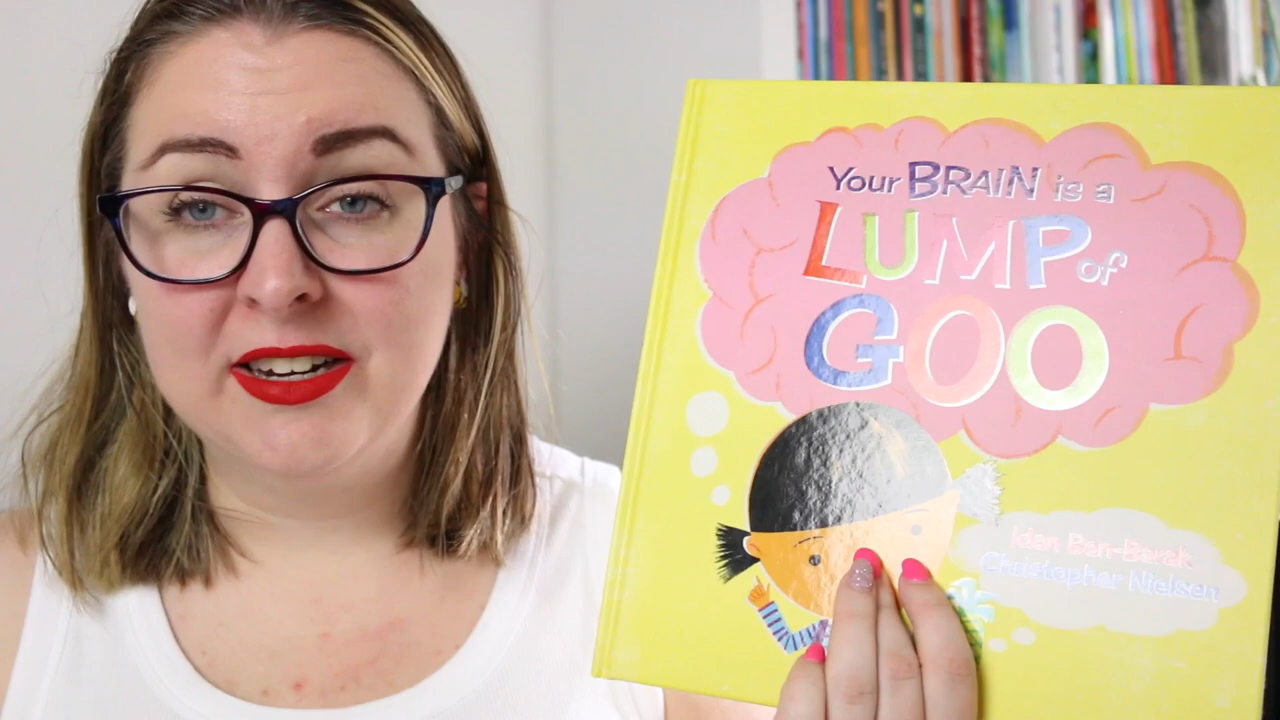 Your BRAIN is a
LUMP of
GOO
Idan Ben-Barak
Christopher Nielsen